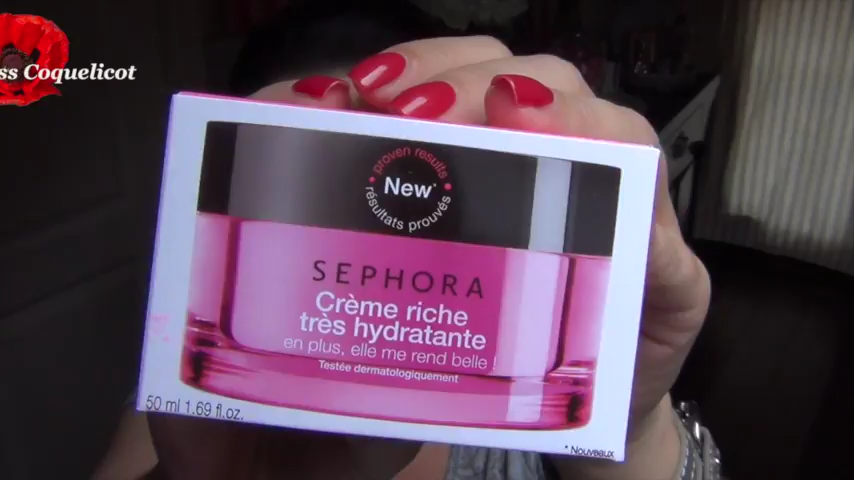 ss Coquelicot
proven results
New*
résultats prouvés
SEPHORA
Crème riche
très hydratante
en plus, elle me rend belle !
Testée dermatologiquement
50 ml 1.69 fl.oz.
* Nouveaux